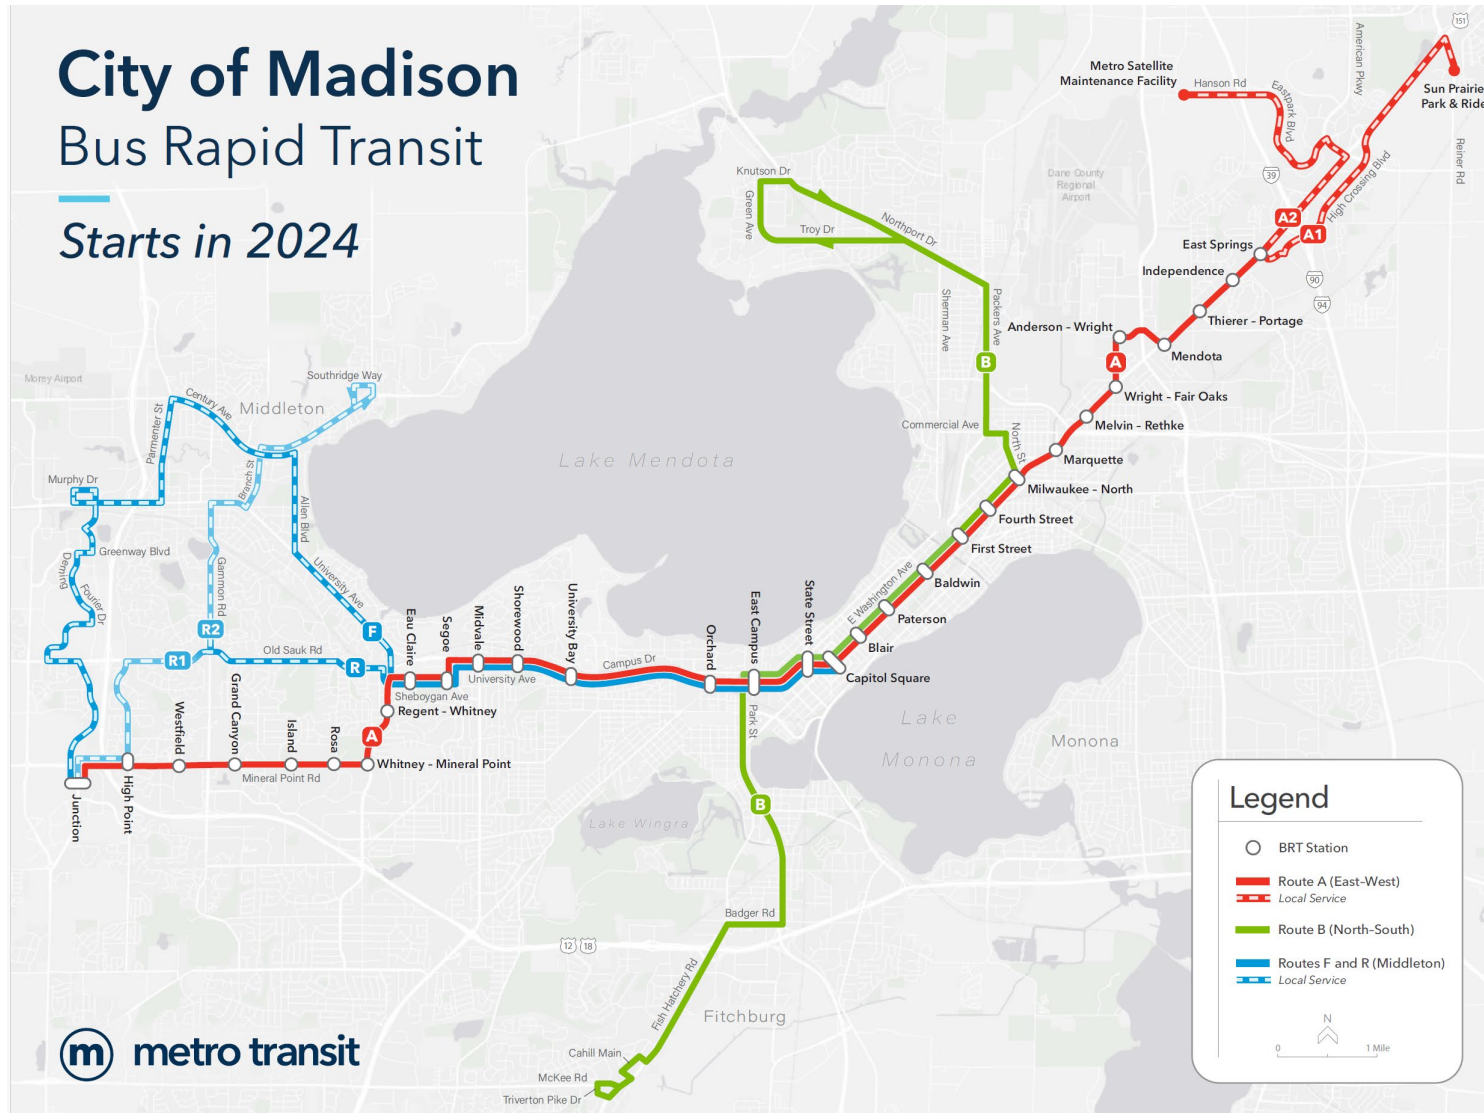 City of Madison
Bus Rapid Transit
Starts in 2024
151
Metro Satellite
Maintenance Facility
Hanson Rd
Eastpark Blvd
American Pkwy
Sun Prairie
Park & Ride
Reiner Rd
High Crossing Blvd
39
A2
A1
90
94
Dane County
Regional
Airport
Knutson Dr
Green Ave
Troy Dr
Northport Dr
Sherman Ave
Packers Ave
B
Commercial Ave
North St
East Springs
Independence
Thierer - Portage
Anderson - Wright
Mendota
A
Wright - Fair Oaks
Melvin - Rethke
Marquette
Milwaukee - North
Fourth Street
First Street
Baldwin
Paterson
Blair
Capitol Square
E Washington Ave
State Street
East Campus
Orchard
Campus Dr
University Bay
Shorewood
Midvale
Segoe
Eau Claire
University Ave
Sheboygan Ave
Regent - Whitney
A
Whitney - Mineral Point
Rosa
Island
Grand Canyon
Westfield
High Point
Junction
Mineral Point Rd
Morey Airport
Southridge Way
Middleton
Century Ave
Parmenter St
Branch St
Allen Blvd
University Ave
Murphy Dr
Greenway Blvd
Deming
Fourier Dr
Gammon Rd
R2
R1
Old Sauk Rd
R
F
Lake Mendota
Lake
Monona
Monona
Lake Wingra
Park St
B
Badger Rd
12
18
Fish Hatchery Rd
Fitchburg
Cahill Main
McKee Rd
Triverton Pike Dr
m metro transit
Legend
BRT Station
Route A (East-West)
Local Service
Route B (North-South)
Routes F and R (Middleton)
Local Service
N
0
1 Mile